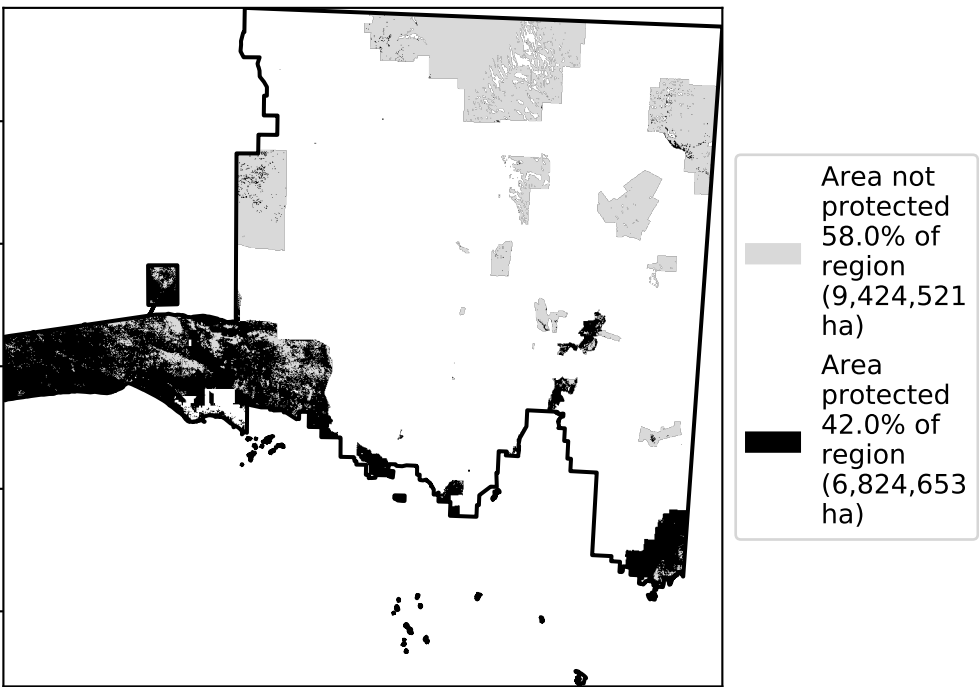 Area not
protected
58.0% of
region
(9,424,521
ha)
Area
protected
42.0% of
region
(6,824,653
ha)